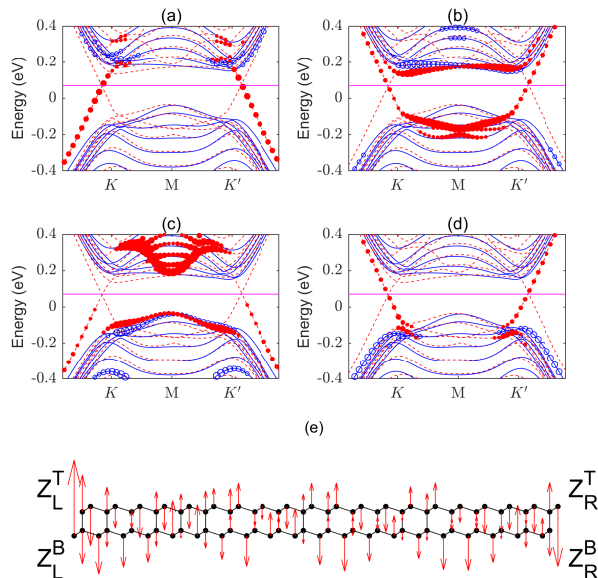 (a)
(b)
0.4
0.2
0
-0.2
-0.4
Energy (eV)
K
M
K′
0.4
0.2
0
-0.2
-0.4
Energy (eV)
K
M
K′
(c)
(d)
0.4
0.2
0
-0.2
-0.4
Energy (eV)
K
M
K′
0.4
0.2
0
-0.2
-0.4
Energy (eV)
K
M
K′
(e)
Z_L^T
Z_R^T
Z_L^B
Z_R^B